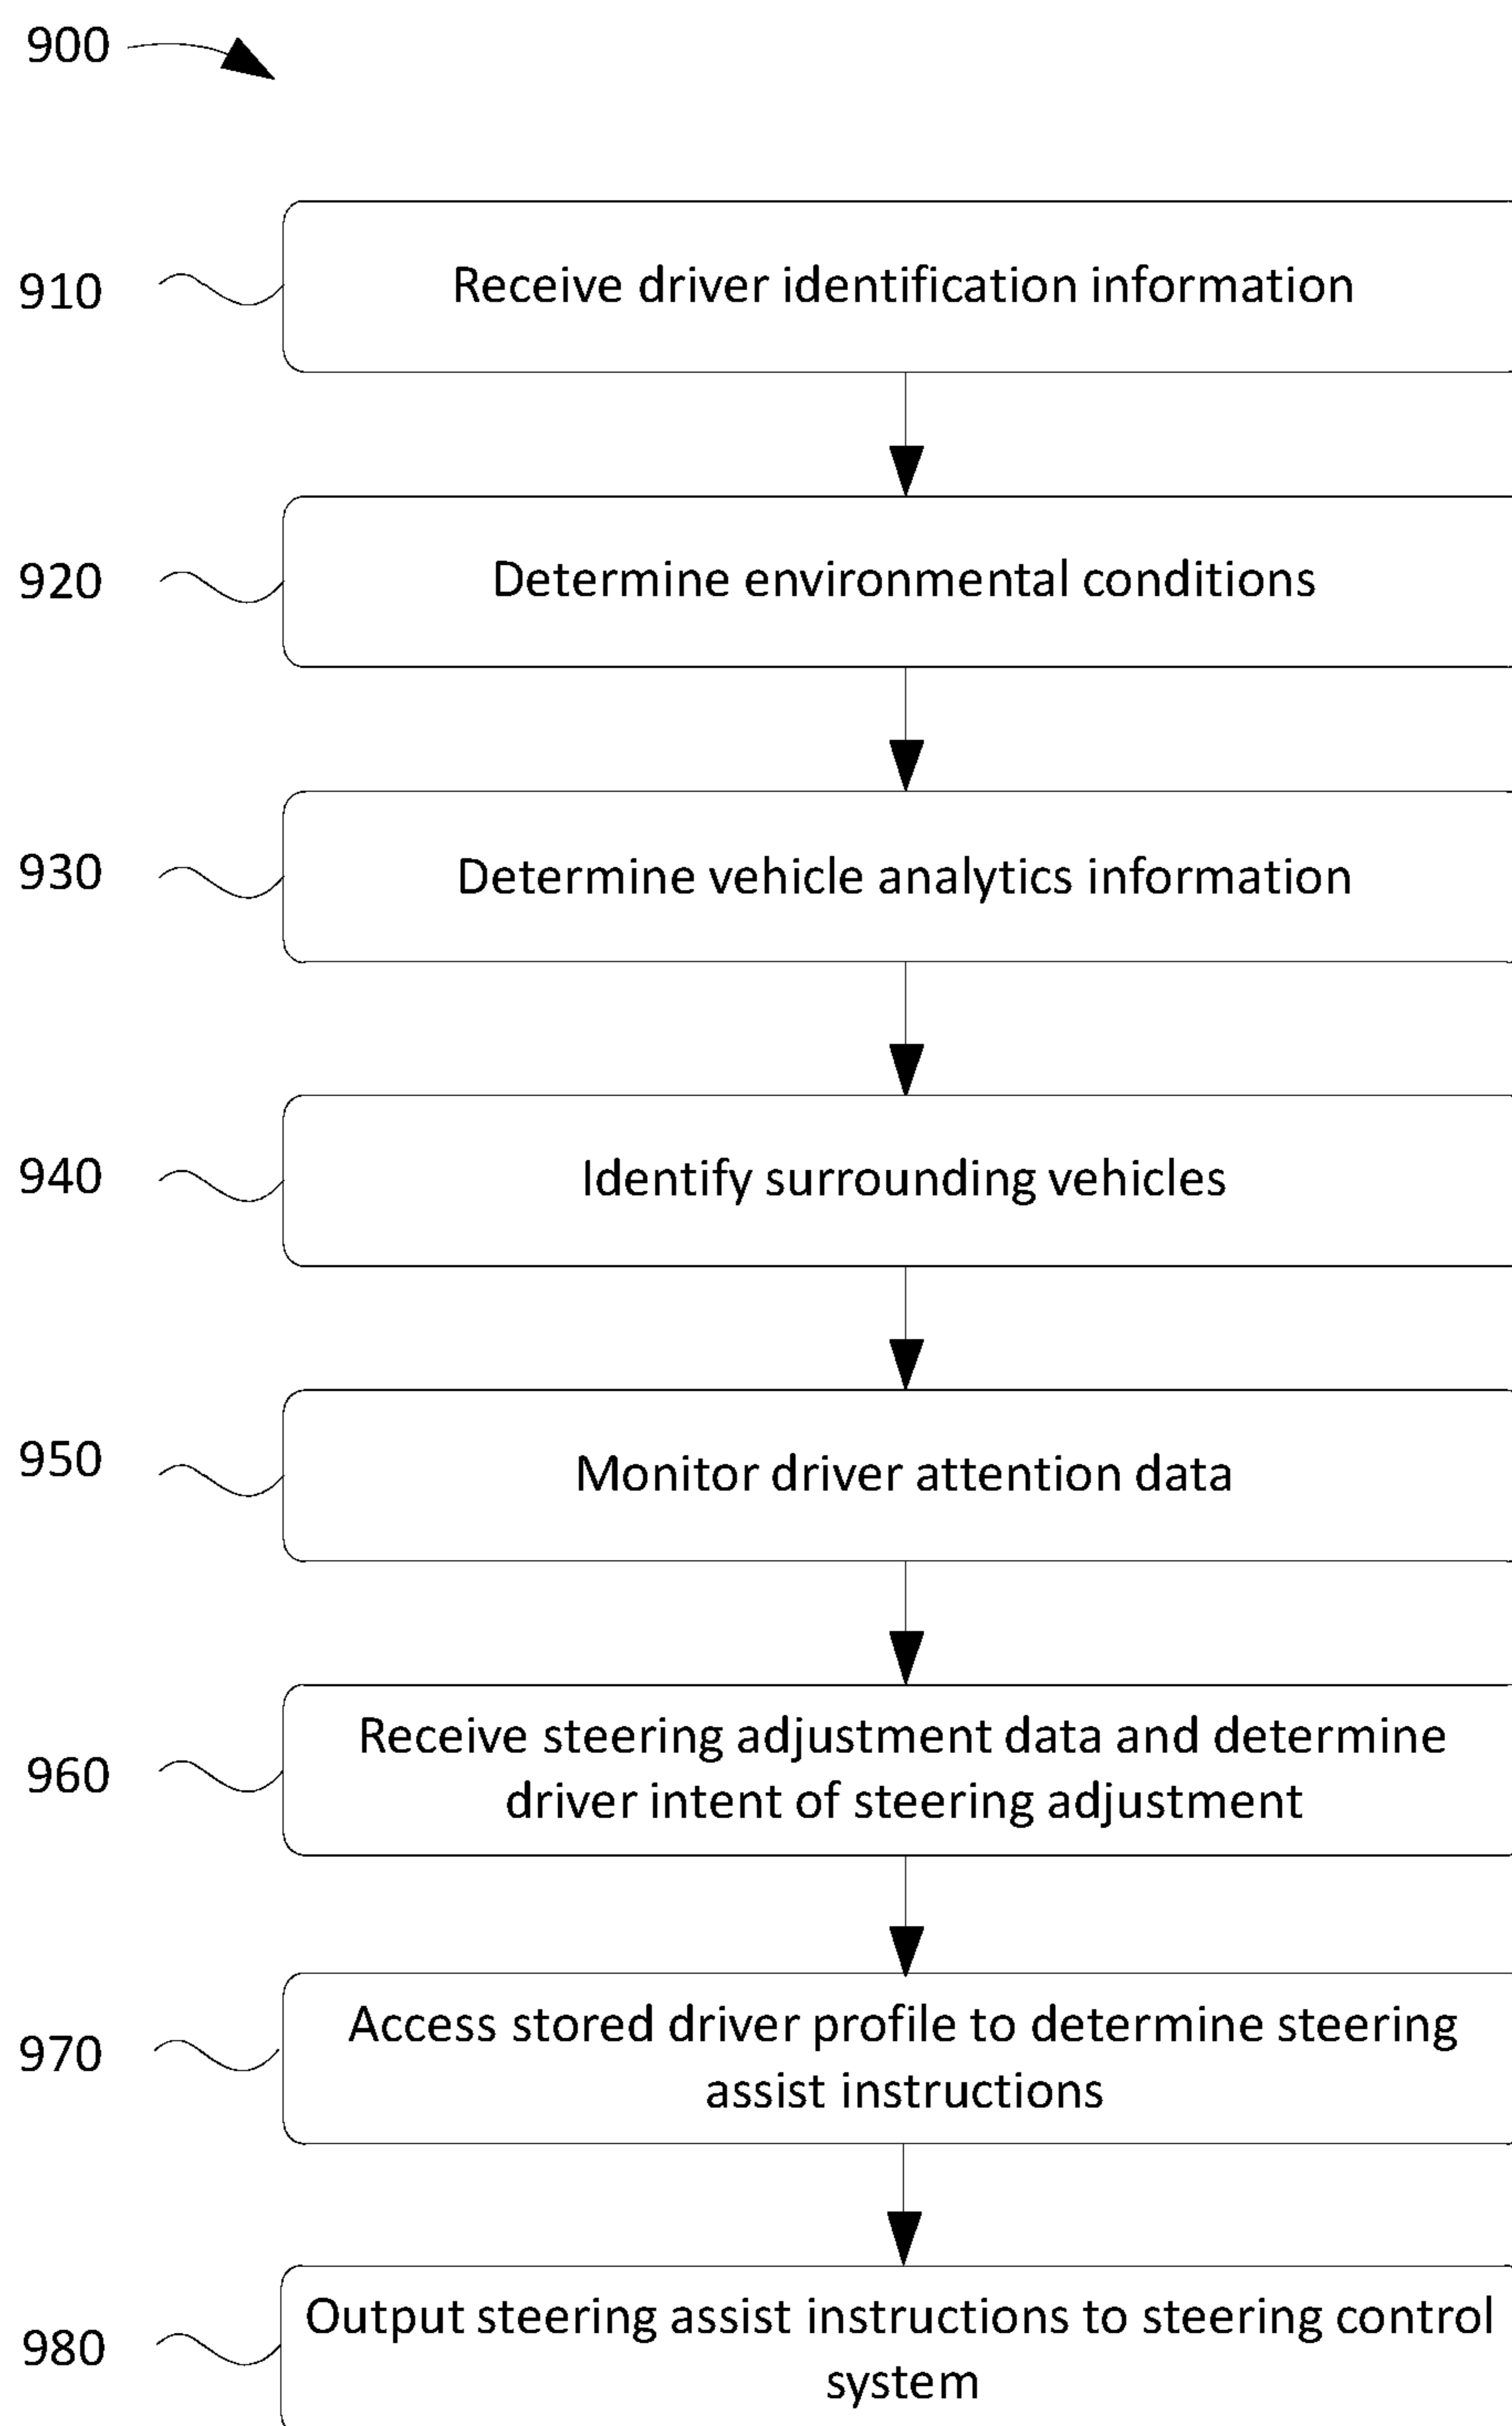 900
910
Receive driver identification information
920
Determine environmental conditions
930
Determine vehicle analytics information
940
Identify surrounding vehicles
950
Monitor driver attention data
960
Receive steering adjustment data and determine
driver intent of steering adjustment
970
Access stored driver profile to determine steering
assist instructions
980
Output steering assist instructions to steering control
system